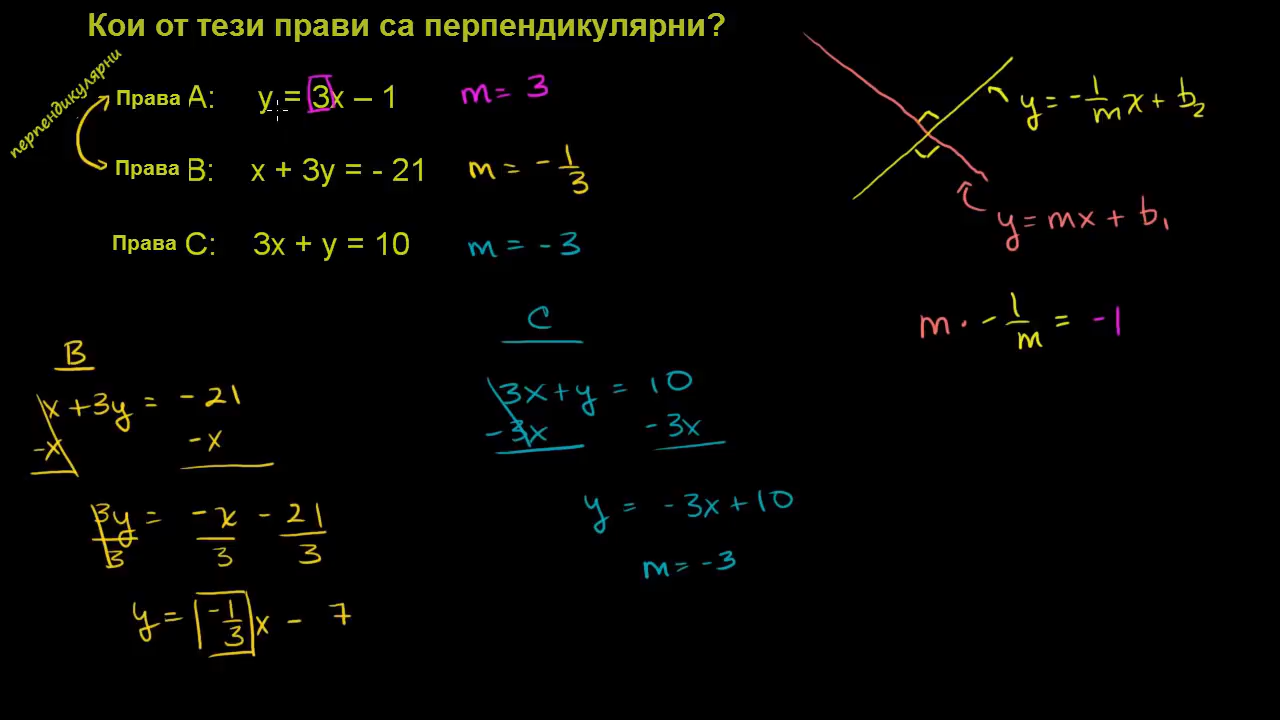 Кои от тези прави са перпендикулярни?
перпендикулярни
Права A: y = 3x – 1 m = 3
Права B: x + 3y = - 21 m = -1/3
Права C: 3x + y = 10 m = -3
y = -1/m x + b₂
y = mx + b₁
m · -1/m = -1
B
x + 3y = -21
-x -x
3y/3 = -x/3 - 21/3
y = -1/3 x - 7
C
3x + y = 10
-3x -3x
y = -3x + 10
m = -3